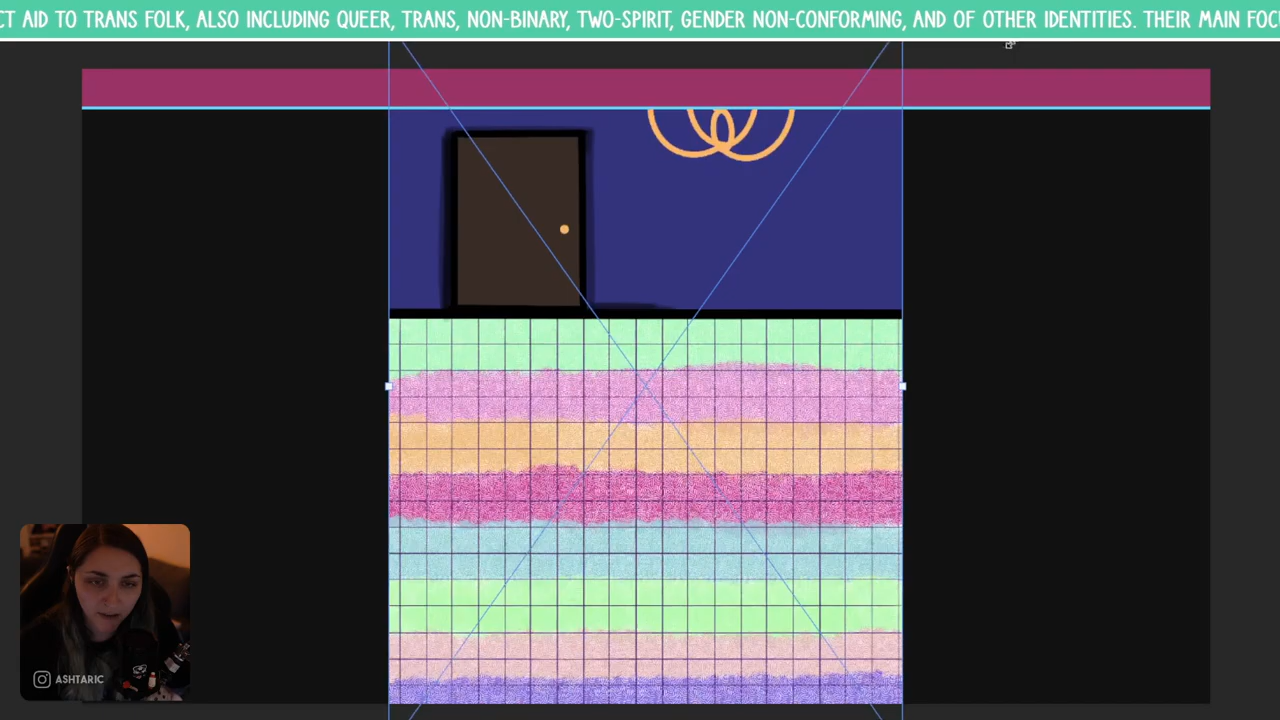 CT AID TO TRANS FOLK, ALSO INCLUDING QUEER, TRANS, NON-BINARY, TWO-SPIRIT, GENDER NON-CONFORMING, AND OF OTHER IDENTITIES. THEIR MAIN FOCU
ASHTARIC